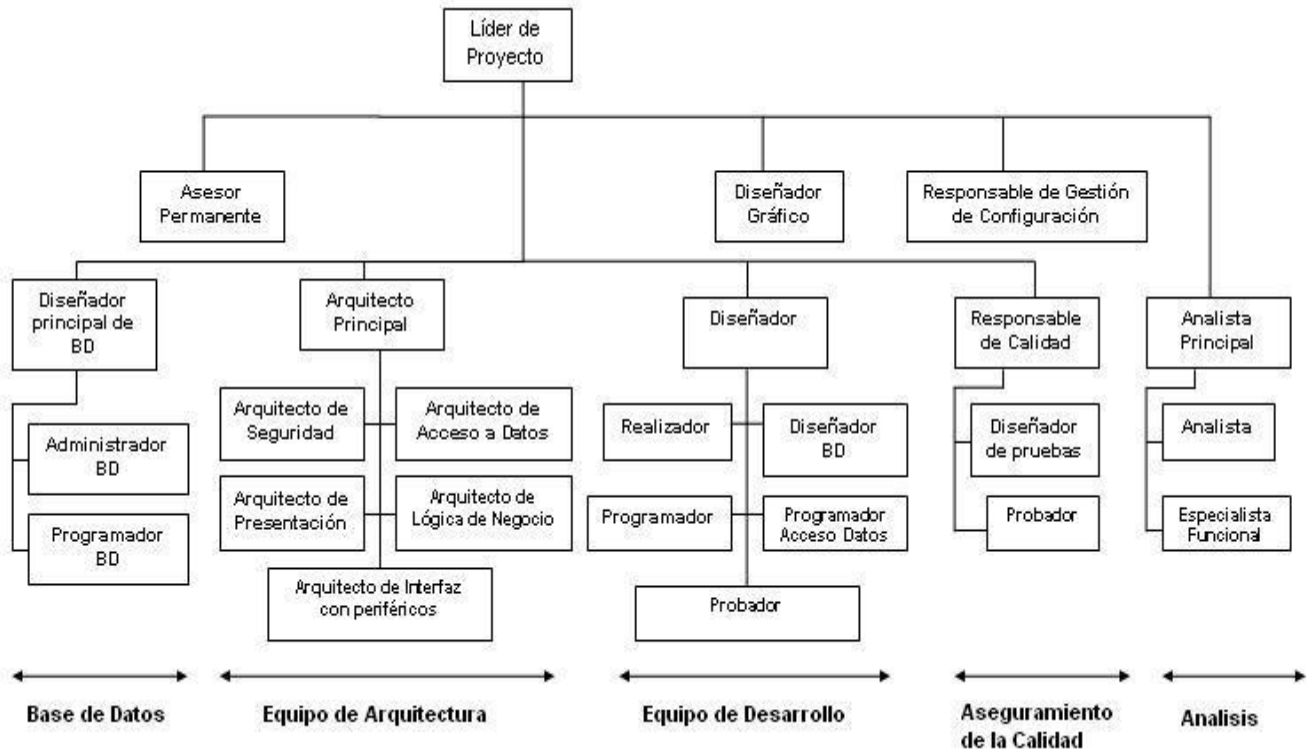 Líder de
Proyecto
Asesor
Permanente
Diseñador
Gráfico
Responsable de Gestión
de Configuración
Diseñador
principal de
BD
Arquitecto
Principal
Diseñador
Responsable
de Calidad
Analista
Principal
Arquitecto de
Seguridad
Arquitecto de
Acceso a Datos
Realizador
Diseñador
BD
Diseñador
de pruebas
Analista
Administrador
BD
Arquitecto de
Presentación
Arquitecto de
Lógica de Negocio
Programador
Programador
Acceso Datos
Probador
Especialista
Funcional
Programador
BD
Arquitecto de Interfaz
con periféricos
Probador
Base de Datos
Equipo de Arquitectura
Equipo de Desarrollo
Aseguramiento
de la Calidad
Analisis